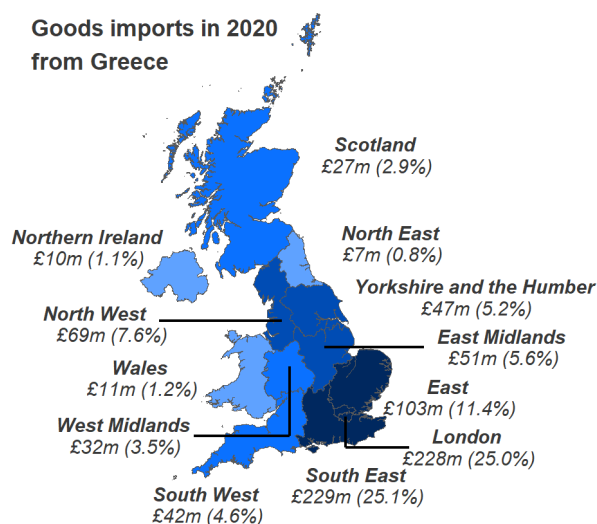 Goods imports in 2020
from Greece
Scotland
£27m (2.9%)
Northern Ireland
£10m (1.1%)
North East
£7m (0.8%)
Yorkshire and the Humber
£47m (5.2%)
North West
£69m (7.6%)
East Midlands
£51m (5.6%)
Wales
£11m (1.2%)
East
£103m (11.4%)
West Midlands
£32m (3.5%)
London
£228m (25.0%)
South East
£229m (25.1%)
South West
£42m (4.6%)